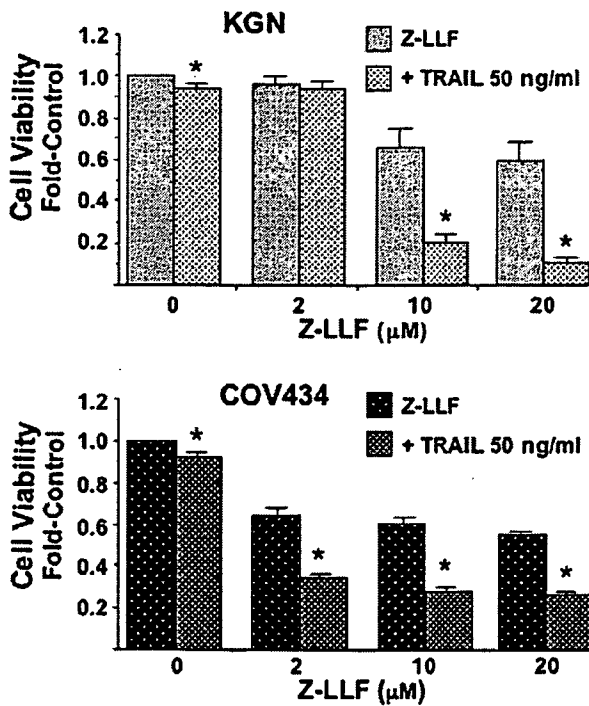 KGN
Z-LLF
+ TRAIL 50 ng/ml
Cell Viability
Fold-Control
1.2
1.0
0.8
0.6
0.4
0.2
*
*
*
0 2 10 20
Z-LLF (µM)
COV434
Z-LLF
+ TRAIL 50 ng/ml
Cell Viability
Fold-Control
1.2
1.0
0.8
0.6
0.4
0.2
*
*
*
*
0 2 10 20
Z-LLF (µM)